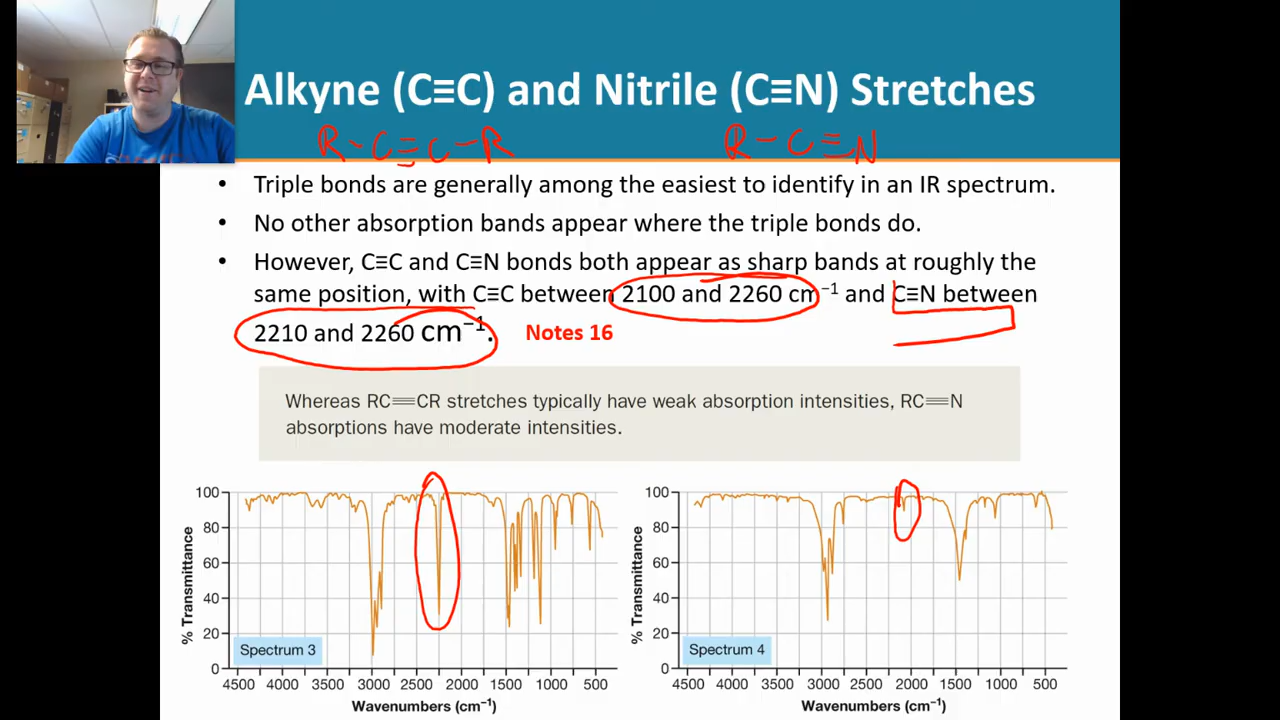 Alkyne (C≡C) and Nitrile (C≡N) Stretches
R-C≡C-R
R-C≡N
• Triple bonds are generally among the easiest to identify in an IR spectrum.
• No other absorption bands appear where the triple bonds do.
• However, C≡C and C≡N bonds both appear as sharp bands at roughly the
same position, with C≡C between 2100 and 2260 cm⁻¹ and C≡N between
2210 and 2260 cm⁻¹. Notes 16
Whereas RC≡CR stretches typically have weak absorption intensities, RC≡N
absorptions have moderate intensities.
100
80
60
40
20
0
% Transmittance
Spectrum 3
4500 4000 3500 3000 2500 2000 1500 1000 500
Wavenumbers (cm⁻¹)
100
80
60
40
20
0
% Transmittance
Spectrum 4
4500 4000 3500 3000 2500 2000 1500 1000 500
Wavenumbers (cm⁻¹)